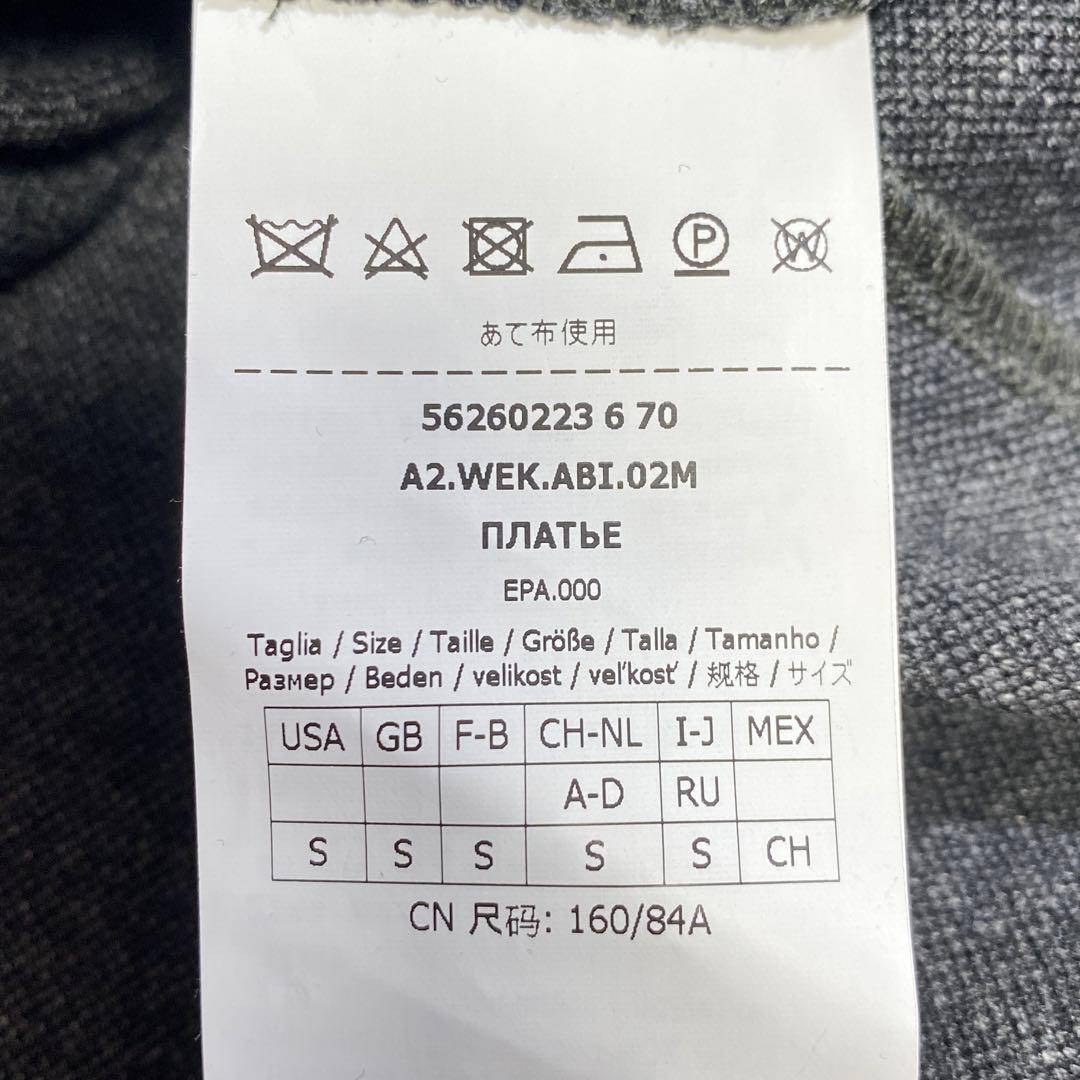 P W
あて布使用
56260223 6 70
A2.WEK.ABI.02M
ПЛАТЬЕ
EPA.000
Taglia / Size / Taille / Größe / Talla / Tamanho /
Размер / Beden / velikost / veľkosť / 规格 / サイズ
USA GB F-B CH-NL I-J MEX
A-D RU
S S S S S CH
CN 尺码: 160/84A